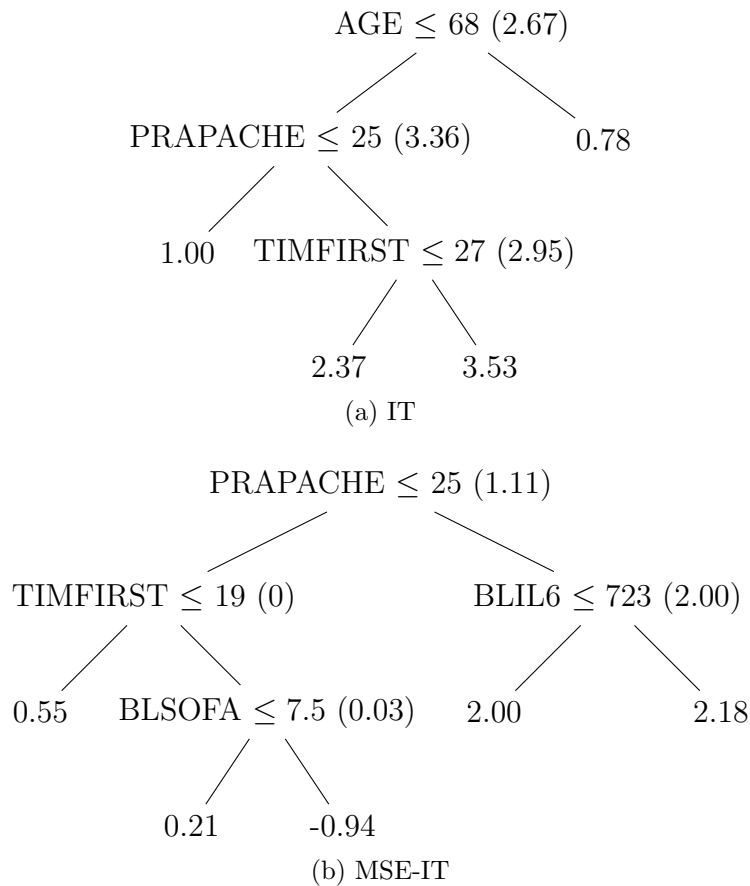 AGE ≤ 68 (2.67)
PRAPACHE ≤ 25 (3.36) 0.78
1.00 TIMFIRST ≤ 27 (2.95)
2.37 3.53
(a) IT
PRAPACHE ≤ 25 (1.11)
TIMFIRST ≤ 19 (0) BLIL6 ≤ 723 (2.00)
0.55 BLSOFA ≤ 7.5 (0.03) 2.00 2.18
0.21 -0.94
(b) MSE-IT